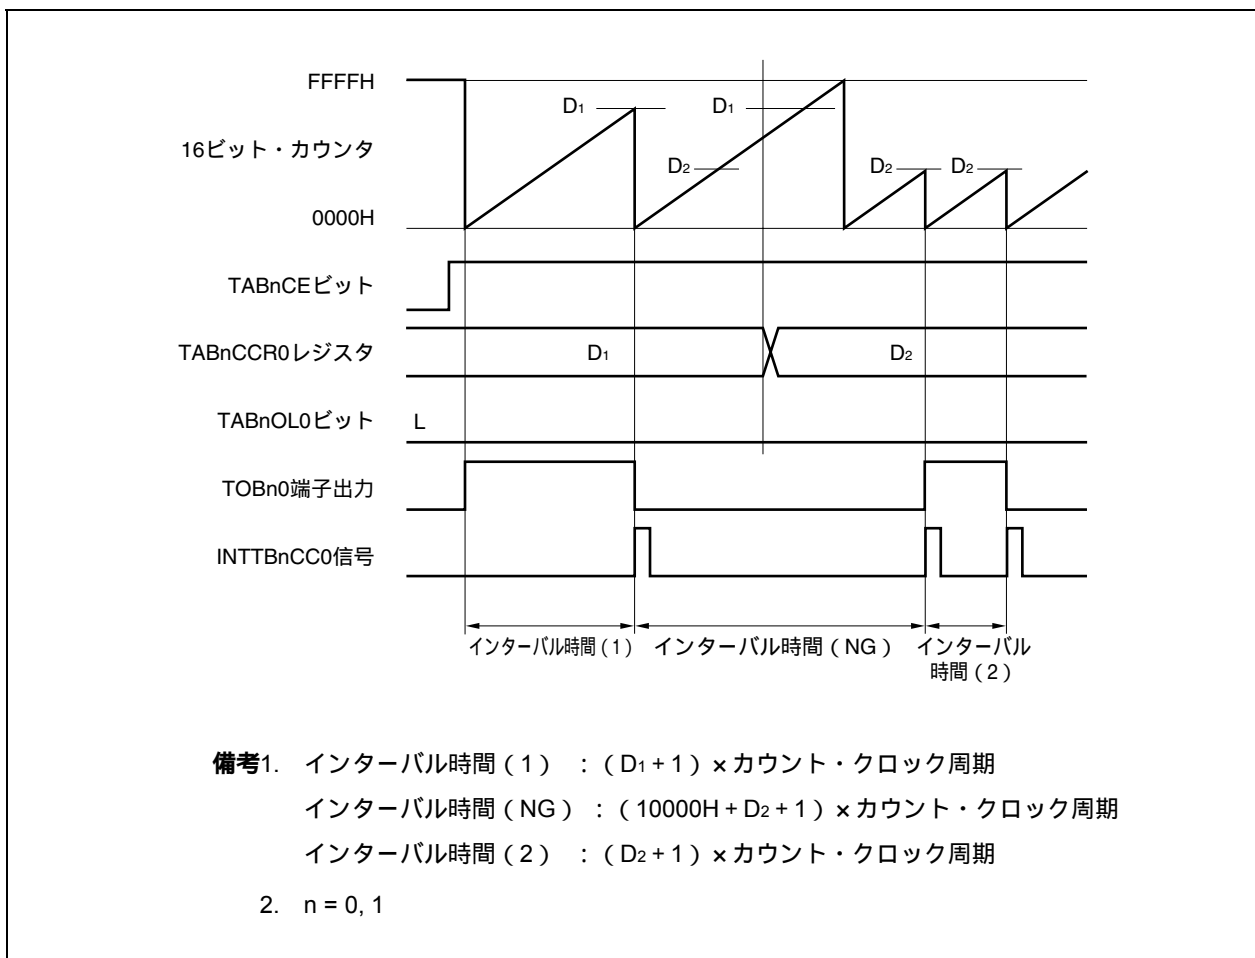 FFFFH
D1
D1
16ビット・カウンタ
D2
D2
D2
0000H
TABnCEビット
TABnCCR0レジスタ
D1
D2
TABnOL0ビット
L
TOBn0端子出力
INTTBnCC0信号
インターバル時間（1）
インターバル時間（NG）
インターバル
時間（2）
備考1. インターバル時間（1） ：（D1＋1）×カウント・クロック周期
インターバル時間（NG）：（10000H＋D2＋1）×カウント・クロック周期
インターバル時間（2） ：（D2＋1）×カウント・クロック周期
2. n = 0, 1